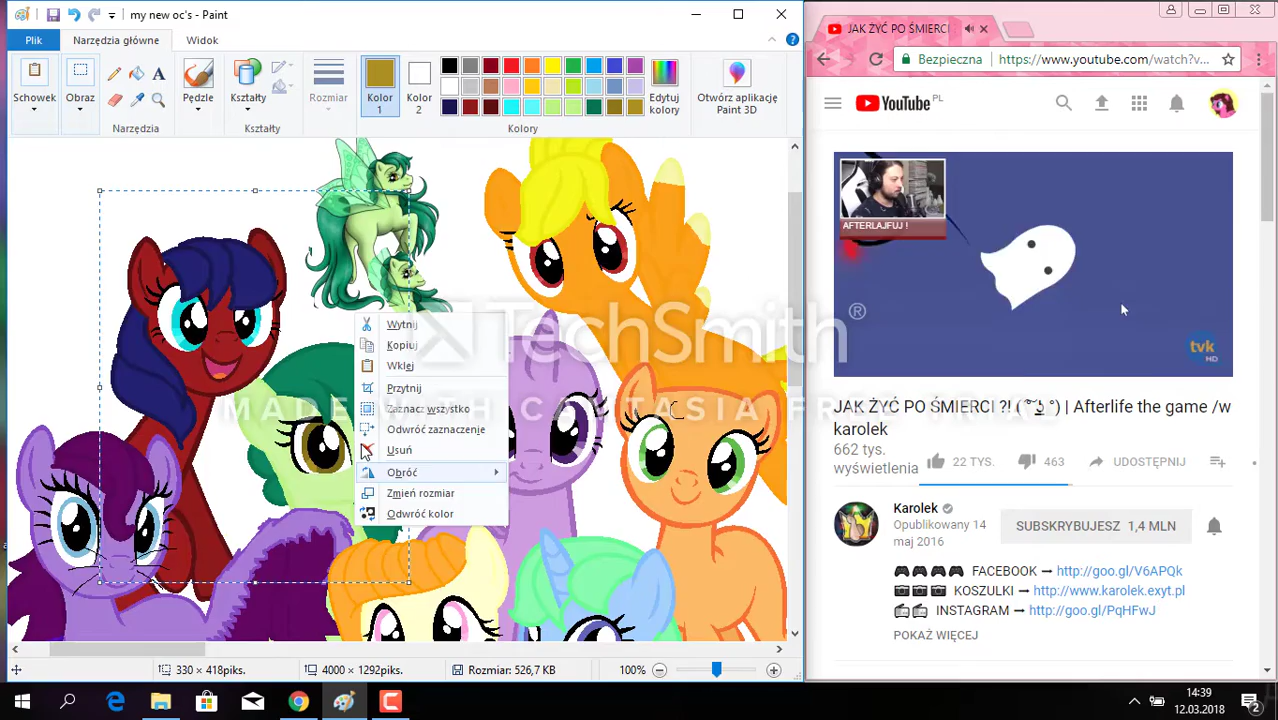 my new oc's - Paint
Plik
Narzędzia główne
Widok
Schowek
Obraz
Narzędzia
Pędzle
Kształty
Kształty
Rozmiar
Kolor
1
Kolor
2
Edytuj
kolory
Kolory
Otwórz aplikację
Paint 3D
Wytnij
Kopiuj
Wklej
Przytnij
Zaznacz wszystko
Odwróć zaznaczenie
Usuń
Obróć
Zmień rozmiar
Odwróć kolor
TechSmith
®
MADE WITH CAMTASIA FREE
330 × 418piks.
4000 × 1292piks.
Rozmiar: 526,7 KB
100%
JAK ŻYĆ PO ŚMIERCI
Bezpieczna
https://www.youtube.com/watch?v...
YouTube PL
AFTERLAJFUJ !
tvk
HD
JAK ŻYĆ PO ŚMIERCI ?! ( ͡° ͜ʖ ͡°) | Afterlife the game /w
karolek
662 tys.
wyświetlenia
22 TYS.
463
UDOSTĘPNIJ
Karolek
Opublikowany 14
maj 2016
SUBSKRYBUJESZ 1,4 MLN
FACEBOOK → http://goo.gl/V6APQk
KOSZULKI → http://www.karolek.exyt.pl
INSTAGRAM → http://goo.gl/PqHFwJ
POKAŻ WIĘCEJ
14:39
12.03.2018
2